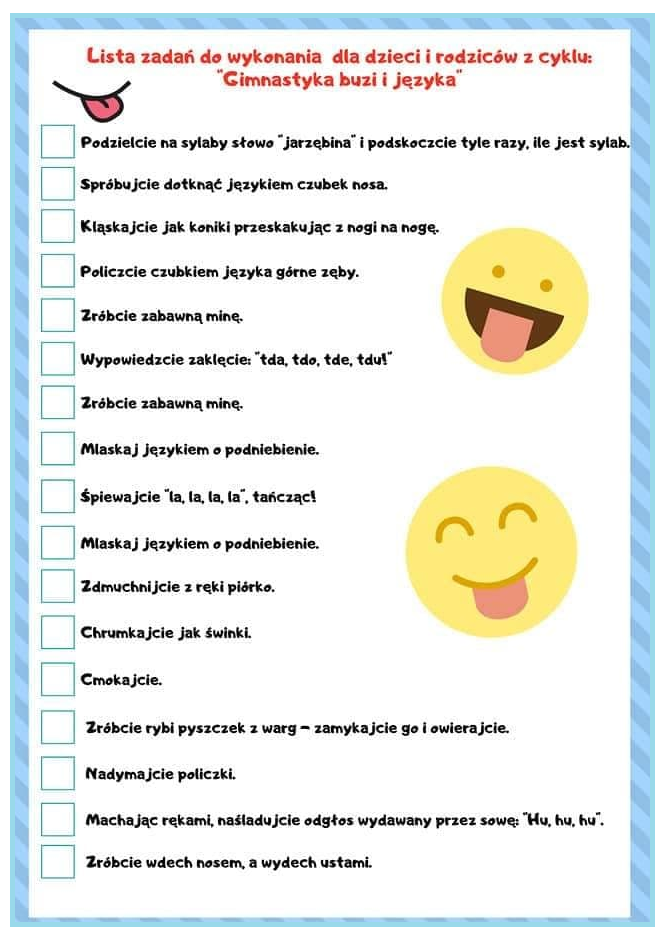 Lista zadań do wykonania dla dzieci i rodziców z cyklu:
"Gimnastyka buzi i języka"
Podzielcie na sylaby słowo "jarzębina" i podskoczcie tyle razy, ile jest sylab.
Spróbujcie dotknąć językiem czubek nosa.
Kląskajcie jak koniki przeskakując z nogi na nogę.
Policzcie czubkiem języka górne zęby.
Zróbcie zabawną minę.
Wypowiedzcie zaklęcie: "tda, tdo, tde, tdu!"
Zróbcie zabawną minę.
Mlaskaj językiem o podniebienie.
Śpiewajcie "la, la, la, la", tańcząc!
Mlaskaj językiem o podniebienie.
Zdmuchnijcie z ręki piórko.
Chrumkajcie jak świnki.
Cmokajcie.
Zróbcie rybi pyszczek z warg – zamykajcie go i owierajcie.
Nadymajcie policzki.
Machając rękami, naśladujcie odgłos wydawany przez sowę: "Hu, hu, hu".
Zróbcie wdech nosem, a wydech ustami.